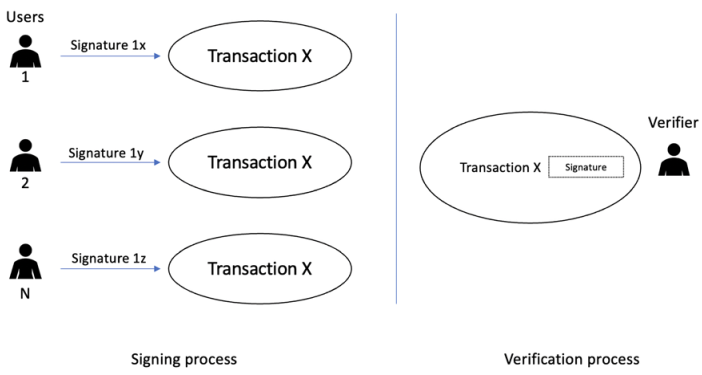 Users
Signature 1x
Transaction X
1
Signature 1y
Transaction X
2
Signature 1z
Transaction X
N
Verifier
Transaction X Signature
Signing process
Verification process